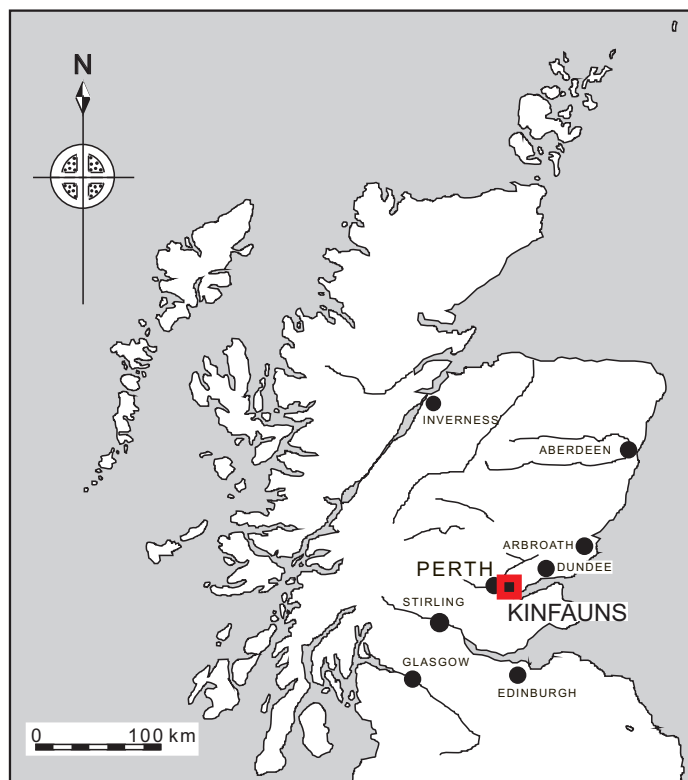 N
INVERNESS
ABERDEEN
ARBROATH
DUNDEE
PERTH
KINFAUNS
STIRLING
GLASGOW
EDINBURGH
0 100 km